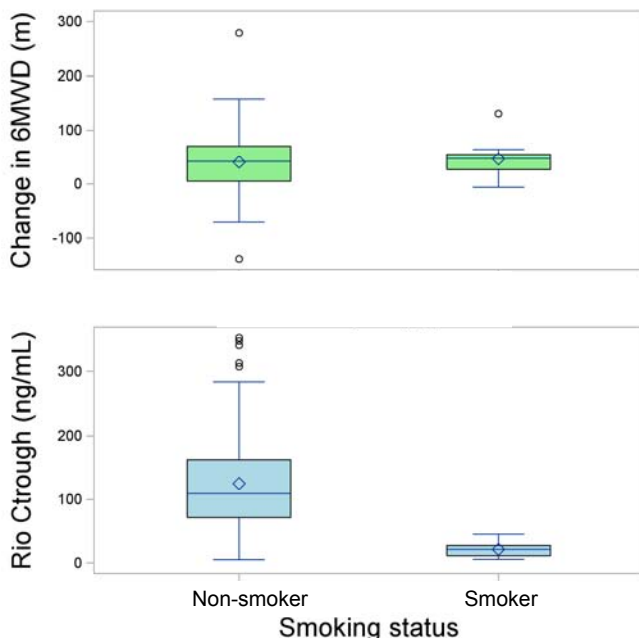 Change in 6MWD (m)
300
200
100
0
-100
Rio Ctrough (ng/mL)
300
200
100
0
Non-smoker
Smoker
Smoking status